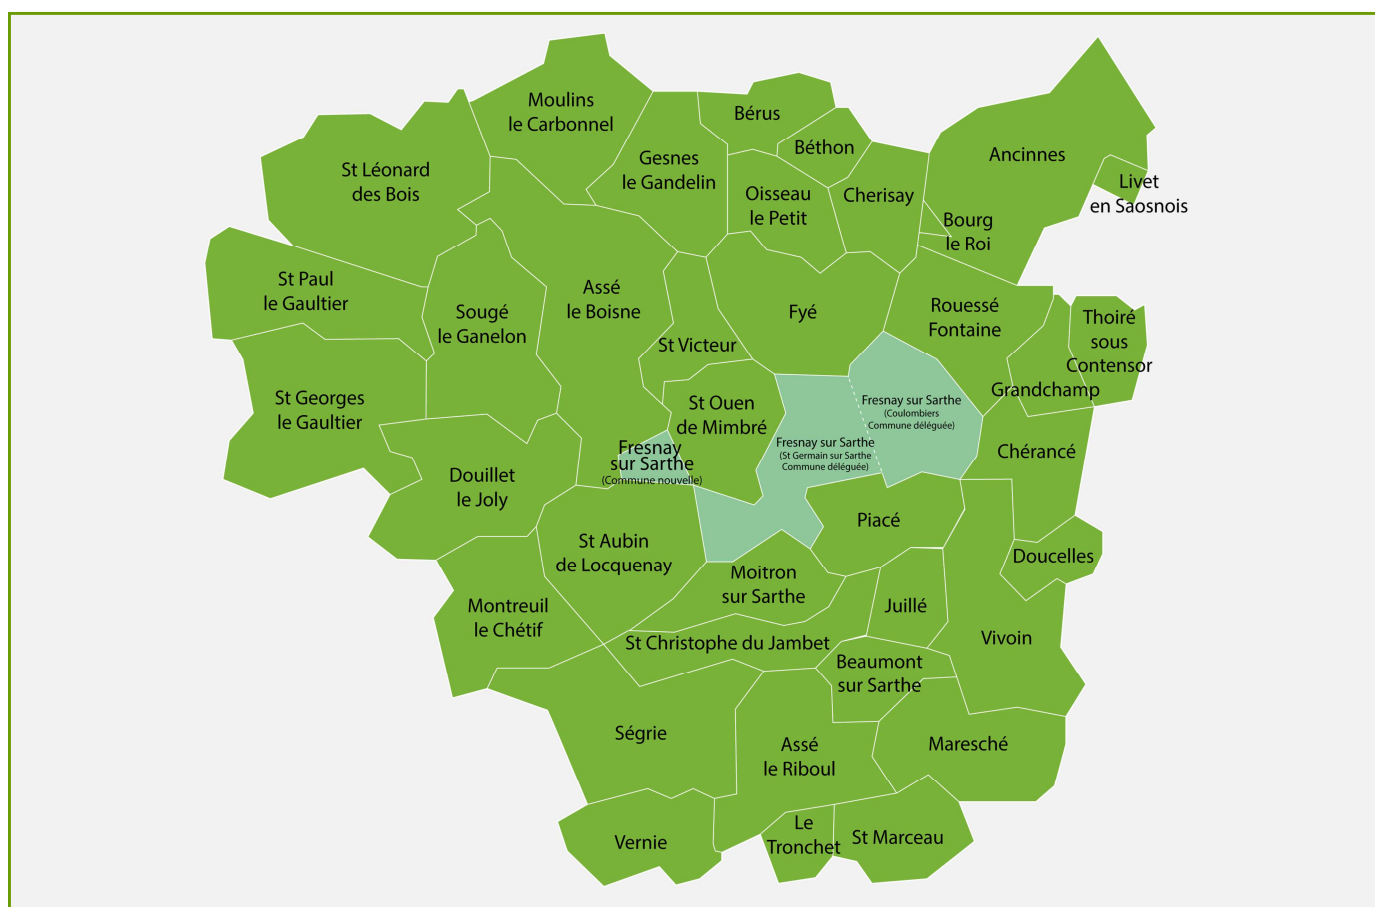 Moulins
le Carbonnel
Bérus
Béthon
Gesnes
le Gandelin
St Léonard
des Bois
Ancinnes
Livet
en Saosnois
Oisseau
le Petit
Cherisay
Bourg
le Roi
St Paul
le Gaultier
Sougé
le Ganelon
Assé
le Boisne
Fyé
Rouessé
Fontaine
Thoiré
sous
Contensor
St Victeur
Grandchamp
St Georges
le Gaultier
St Ouen
de Mimbré
Fresnay sur Sarthe
(Coulombiers
Commune déléguée)
Fresnay sur Sarthe
(St Germain sur Sarthe
Commune déléguée)
Fresnay
sur Sarthe
(Commune nouvelle)
Chérancé
Douillet
le Joly
Piacé
St Aubin
de Locquenay
Doucelles
Moitron
sur Sarthe
Juillé
Montreuil
le Chétif
Vivoin
St Christophe du Jambet
Beaumont
sur Sarthe
Ségrie
Assé
le Riboul
Maresché
Vernie
Le
Tronchet
St Marceau